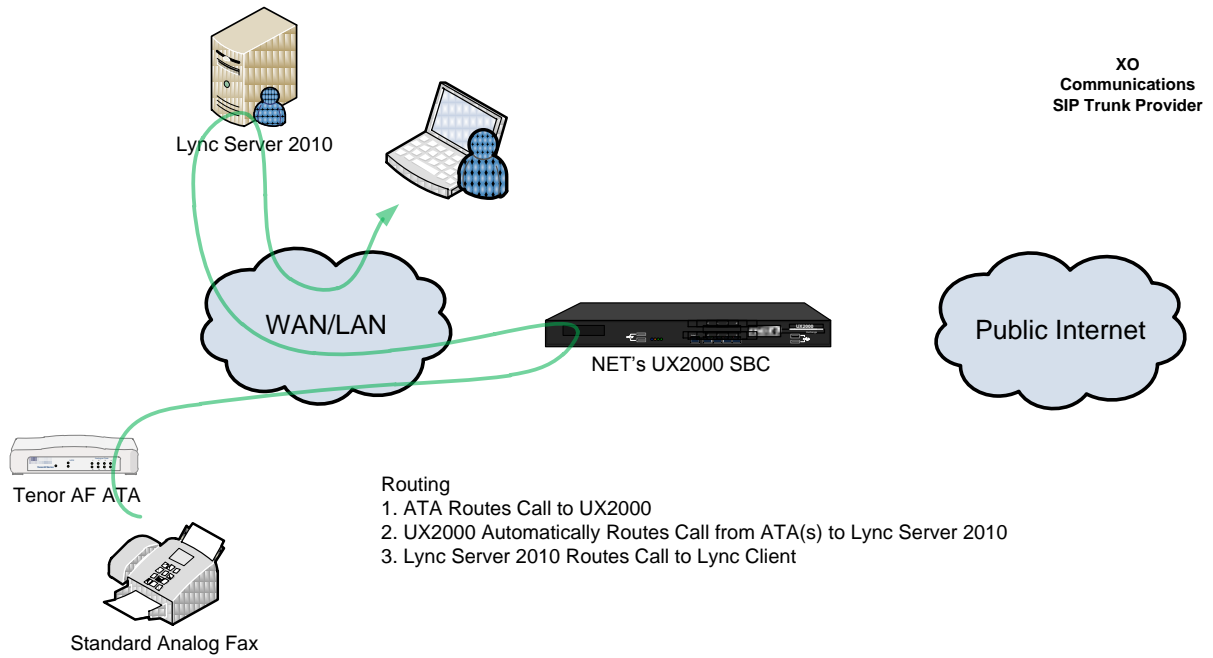 XO
Communications
SIP Trunk Provider
Lync Server 2010
WAN/LAN
UX2000
Public Internet
NET's UX2000 SBC
Tenor AF ATA
Routing
1. ATA Routes Call to UX2000
2. UX2000 Automatically Routes Call from ATA(s) to Lync Server 2010
3. Lync Server 2010 Routes Call to Lync Client
Standard Analog Fax